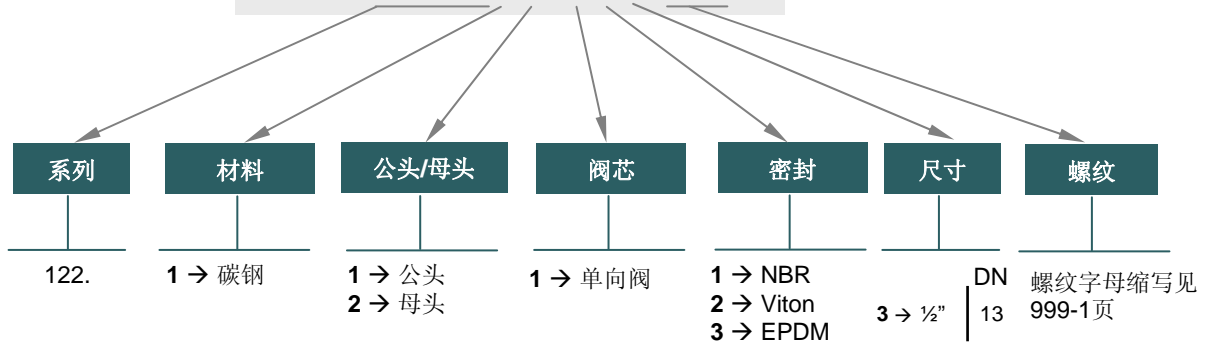 系列
材料
公头/母头
阀芯
密封
尺寸
螺纹
122.
1 → 碳钢
1 → 公头
2 → 母头
1 → 单向阀
1 → NBR
2 → Viton
3 → EPDM
DN
3 → ½” 13
螺纹字母缩写见
999-1页